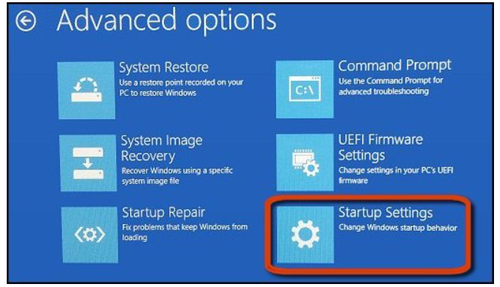 Advanced options
System Restore
Use a restore point recorded on your
PC to restore Windows
Command Prompt
Use the Command Prompt for
advanced troubleshooting
C:\
System Image
Recovery
Recover Windows using a specific
system image file
UEFI Firmware
Settings
Change settings in your PC's UEFI
firmware
Startup Repair
Fix problems that keep Windows from
loading
Startup Settings
Change Windows startup behavior